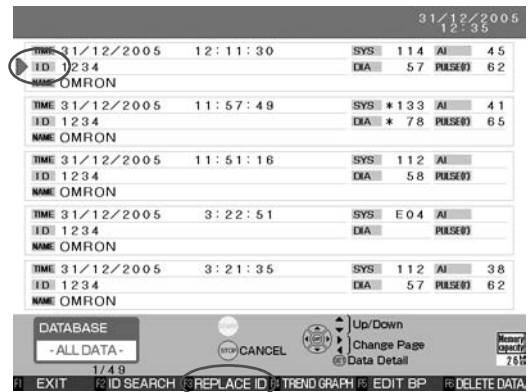 31/12/2005
12:35
TIME 31/12/2005 12:11:30 SYS 114 AI 45
ID 1234 DIA 57 PULSE(/') 62
NAME OMRON
TIME 31/12/2005 11:57:49 SYS *133 AI 41
ID 1234 DIA * 78 PULSE(/') 65
NAME OMRON
TIME 31/12/2005 11:51:16 SYS 112 AI
ID 1234 DIA 58 PULSE(/')
NAME OMRON
TIME 31/12/2005 3:22:51 SYS E04 AI
ID 1234 DIA PULSE(/')
NAME OMRON
TIME 31/12/2005 3:21:35 SYS 112 AI 38
ID 1234 DIA 57 PULSE(/') 62
NAME OMRON
DATABASE
-ALL DATA-
1/49
STOP CANCEL
Up/Down
Change Page
SET Data Detail
Memory
capacity
26%
F1 EXIT F2 ID SEARCH F3 REPLACE ID F4 TREND GRAPH F5 EDIT BP F6 DELETE DATA